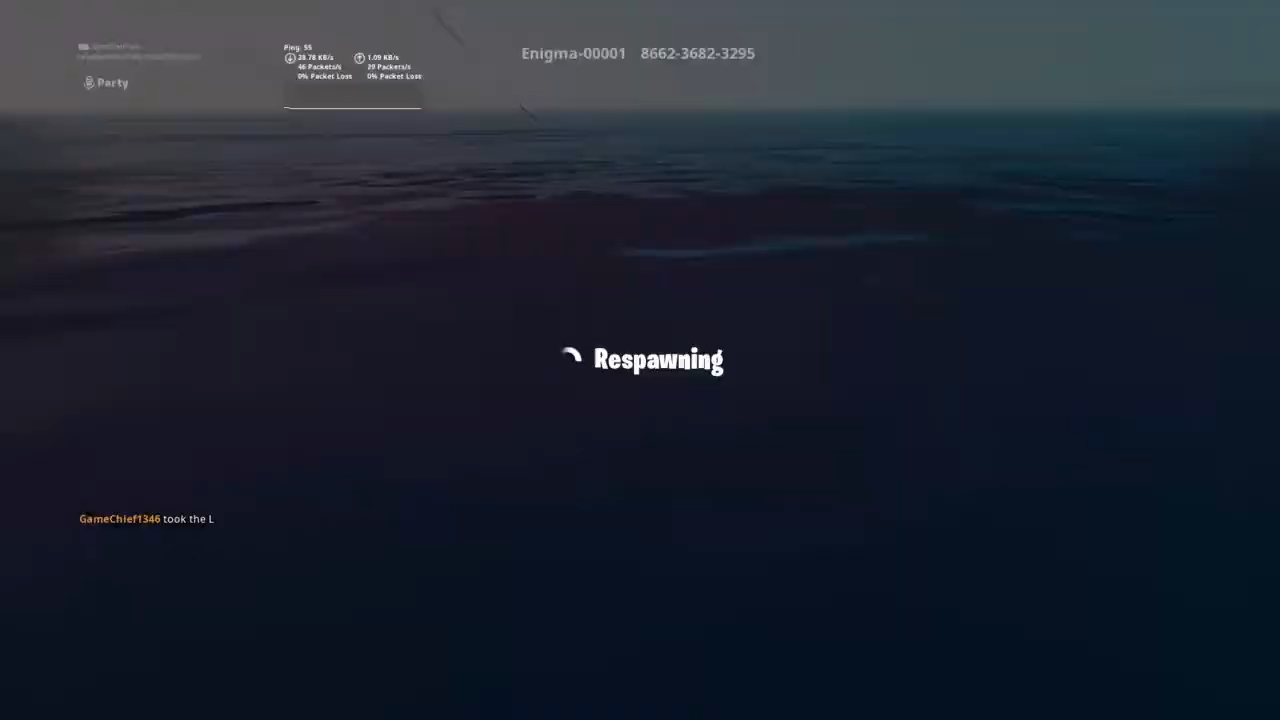 Party
Ping: 55
28.78 KB/s
46 Packets/s
0% Packet Loss
1.09 KB/s
29 Packets/s
0% Packet Loss
Enigma-00001 8662-3682-3295
Respawning
GameChief1346 took the L